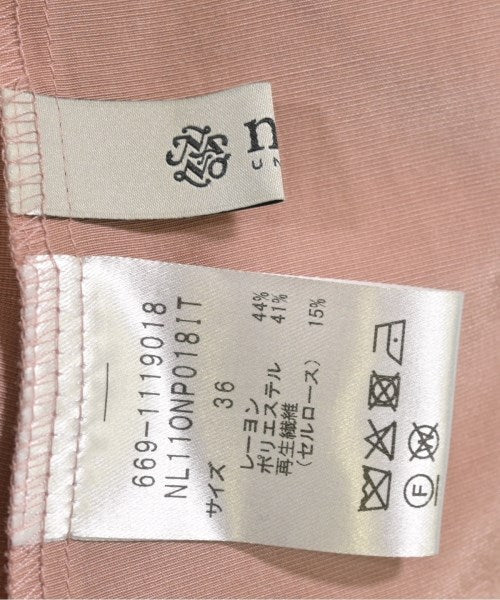 n
669-1119018
NL110NP018IT
サイズ 36
レーヨン 44%
ポリエステル 41%
再生繊維
(セルロース) 15%
F